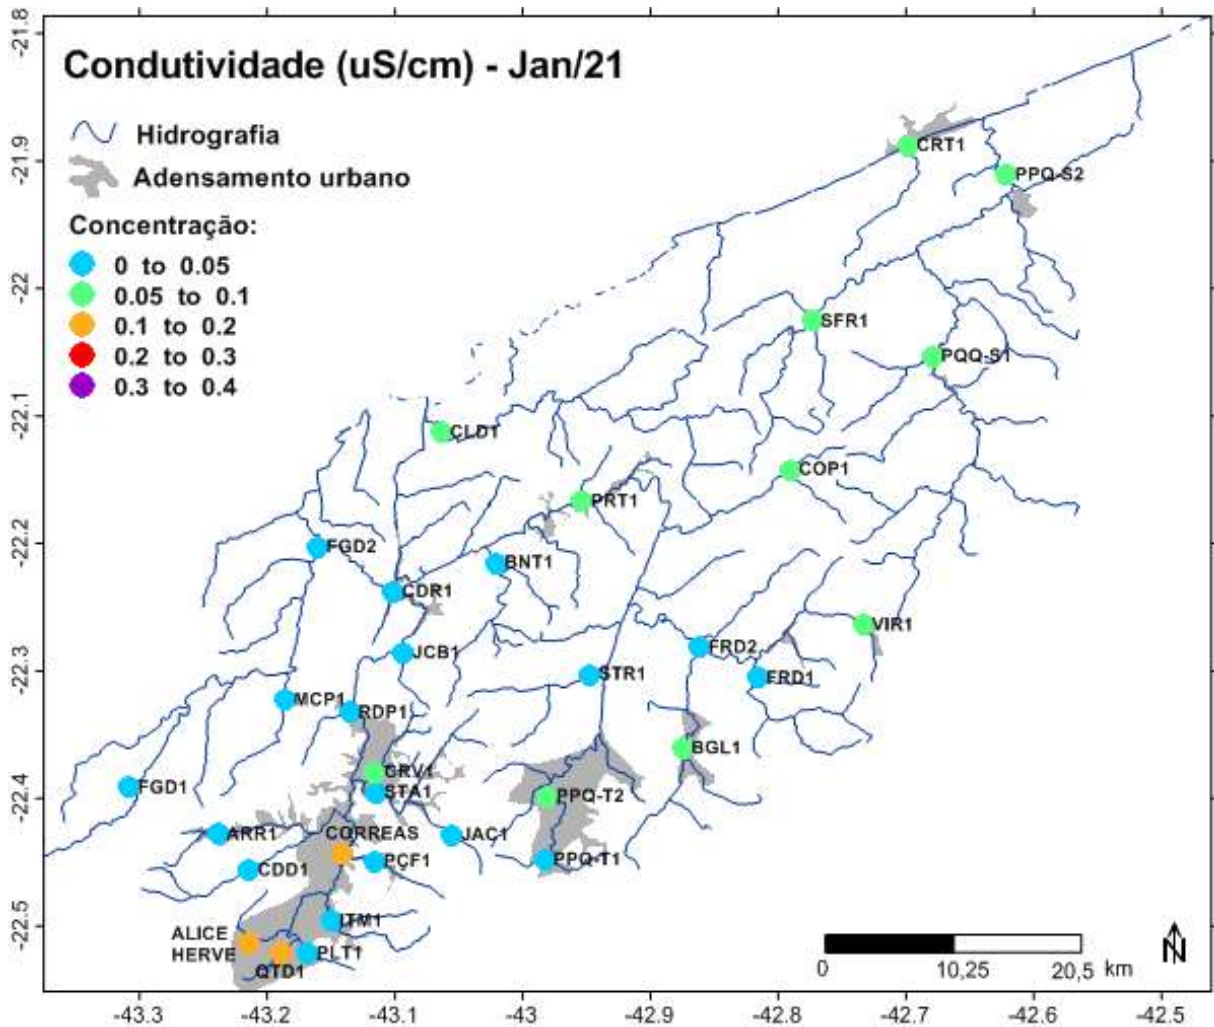 Condutividade (uS/cm) - Jan/21
Hidrografia
Adensamento urbano
Concentração:
0 to 0.05
0.05 to 0.1
0.1 to 0.2
0.2 to 0.3
0.3 to 0.4
CRT1
PPQ-S2
SFR1
PQQ-S1
CLD1
COP1
PRT1
FGD2
BNT1
CDR1
VIR1
JCB1
FRD2
STR1
FRD1
MCP1
RDP1
BGL1
CRV1
FGD1
STA1
PPQ-T2
ARR1
CORREAS
JAC1
CDD1
PÇF1
PPQ-T1
ITM1
ALICE
HERVE
PLT1
QTD1
N
0
10,25
20,5
km
-21.8
-21.9
-22
-22.1
-22.2
-22.3
-22.4
-22.5
-43.3
-43.2
-43.1
-43
-42.9
-42.8
-42.7
-42.6
-42.5